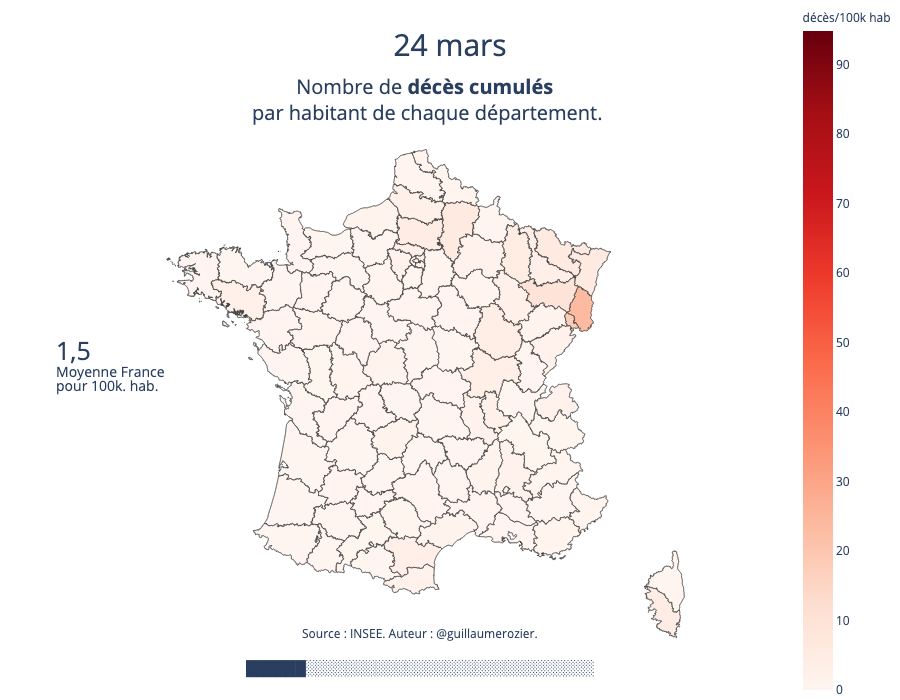 décès/100k hab
24 mars
Nombre de décès cumulés
par habitant de chaque département.
90
80
70
60
50
40
30
20
10
0
1,5
Moyenne France
pour 100k. hab.
Source : INSEE. Auteur : @guillaumerozier.